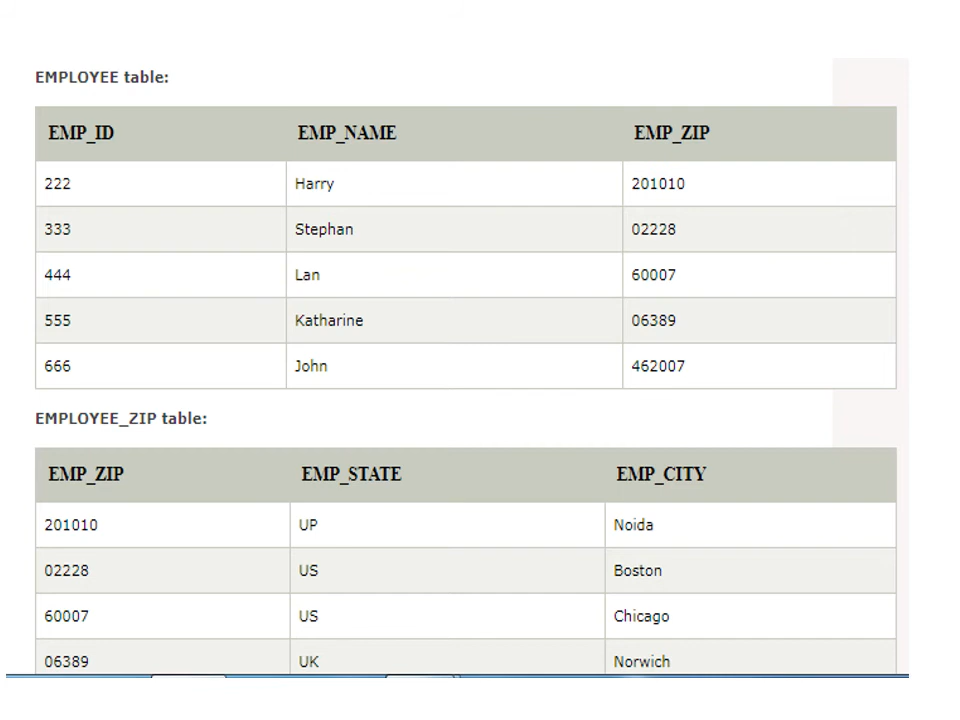 EMPLOYEE table:
EMP_ID EMP_NAME EMP_ZIP
222 Harry 201010
333 Stephan 02228
444 Lan 60007
555 Katharine 06389
666 John 462007
EMPLOYEE_ZIP table:
EMP_ZIP EMP_STATE EMP_CITY
201010 UP Noida
02228 US Boston
60007 US Chicago
06389 UK Norwich